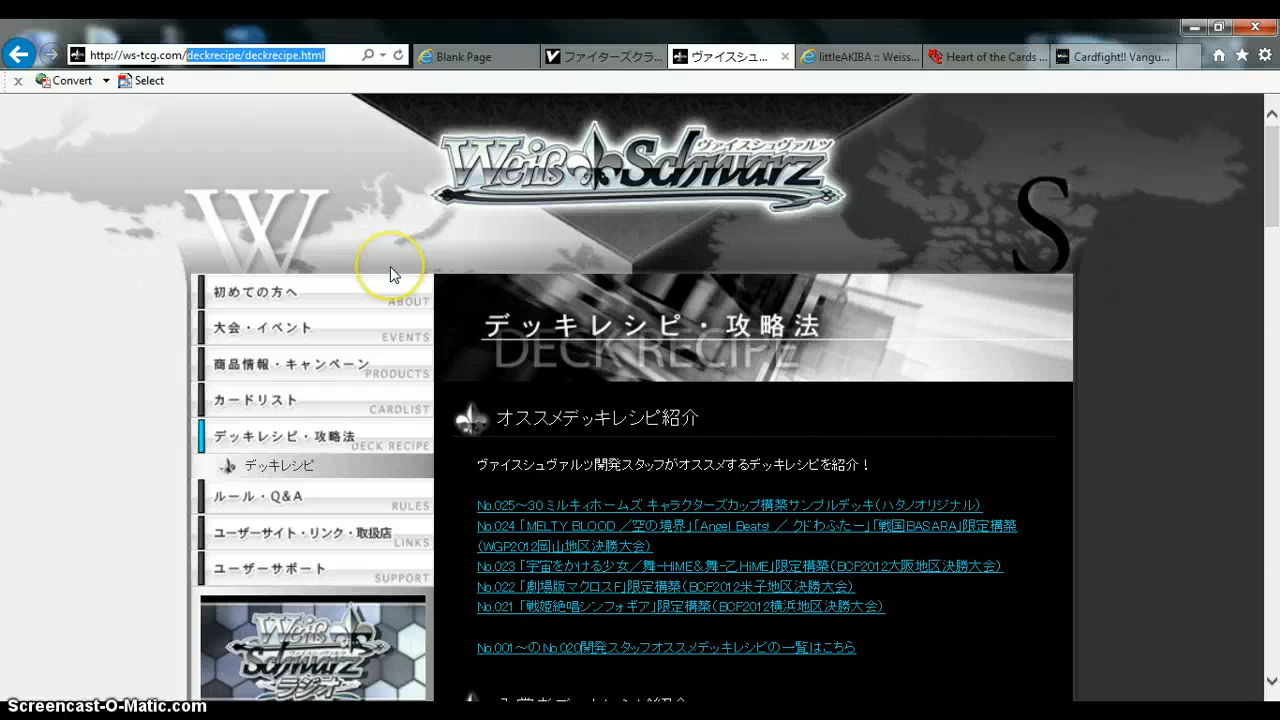 http://ws-tcg.com/deckrecipe/deckrecipe.html
Blank Page
ファイターズクラ...
ヴァイスシュ...
littleAKIBA :: Weiss...
Heart of the Cards ...
Cardfight!! Vangu...
x Convert Select
Weiß Schwarz
ヴァイスシュヴァルツ
W S
初めての方へ
ABOUT
大会・イベント
EVENTS
商品情報・キャンペーン
PRODUCTS
カードリスト
CARDLIST
デッキレシピ・攻略法
DECK RECIPE
デッキレシピ
ルール・Q&A
RULES
ユーザーサイト・リンク・取扱店
LINKS
ユーザーサポート
SUPPORT
Weiß Schwarz
ラジオ
デッキレシピ・攻略法
DECK RECIPE
オススメデッキレシピ紹介
ヴァイスシュヴァルツ開発スタッフがオススメするデッキレシピを紹介！
No.025～30 ミルキィホームズ キャラクターズカップ構築サンプルデッキ(ハタノオリジナル)
No.024 「MELTY BLOOD ／空の境界」「Angel Beats! ／ クドわふたー」「戦国BASARA」限定構築
(WGP2012岡山地区決勝大会)
No.023 「宇宙をかける少女／舞-HiME＆舞-乙HiME」限定構築(BCF2012大阪地区決勝大会)
No.022 「劇場版マクロスF」限定構築(BCF2012米子地区決勝大会)
No.021 「戦姫絶唱シンフォギア」限定構築(BCF2012横浜地区決勝大会)
No.001～のNo.020開発スタッフオススメデッキレシピの一覧はこちら
Screencast-O-Matic.com